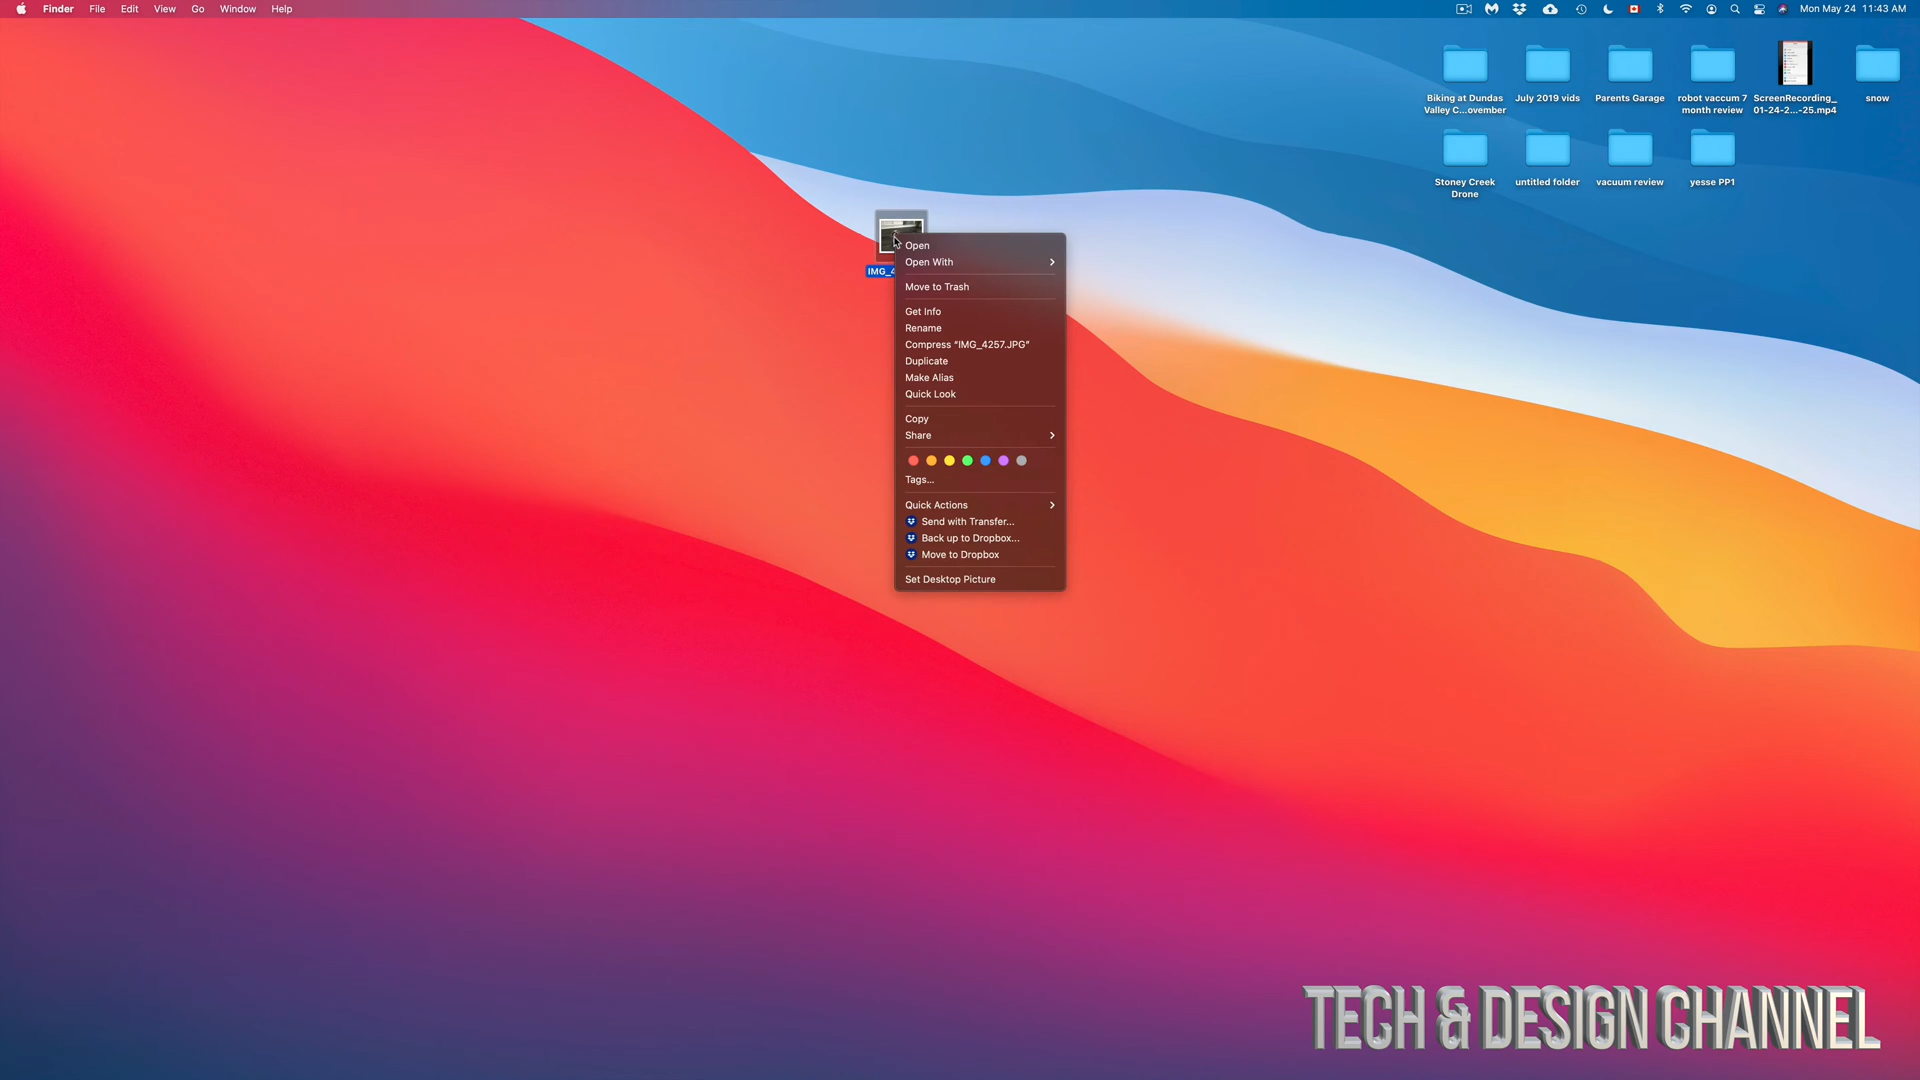 Finder File Edit View Go Window Help
Mon May 24 11:43 AM
Biking at Dundas
Valley C...ovember
July 2019 vids
Parents Garage
robot vaccum 7
month review
ScreenRecording_
01-24-2...-25.mp4
snow
Stoney Creek
Drone
untitled folder
vacuum review
yesse PP1
IMG_4
Open
Open With
Move to Trash
Get Info
Rename
Compress “IMG_4257.JPG”
Duplicate
Make Alias
Quick Look
Copy
Share
Tags...
Quick Actions
Send with Transfer...
Back up to Dropbox...
Move to Dropbox
Set Desktop Picture
TECH & DESIGN CHANNEL